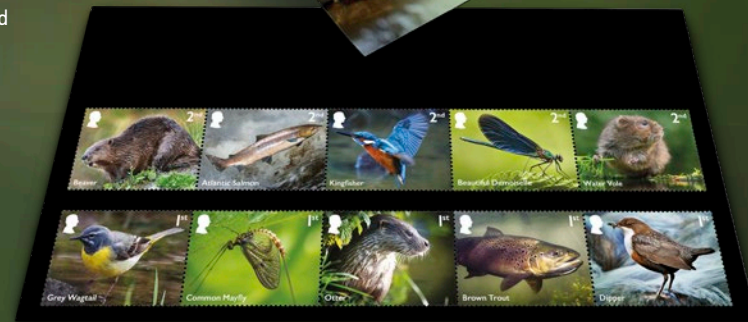 d
2nd
2nd
2nd
2nd
2nd
Beaver
Atlantic Salmon
Kingfisher
Beautiful Demoiselle
Water Vole
1st
1st
1st
1st
1st
Grey Wagtail
Common Mayfly
Otter
Brown Trout
Dipper